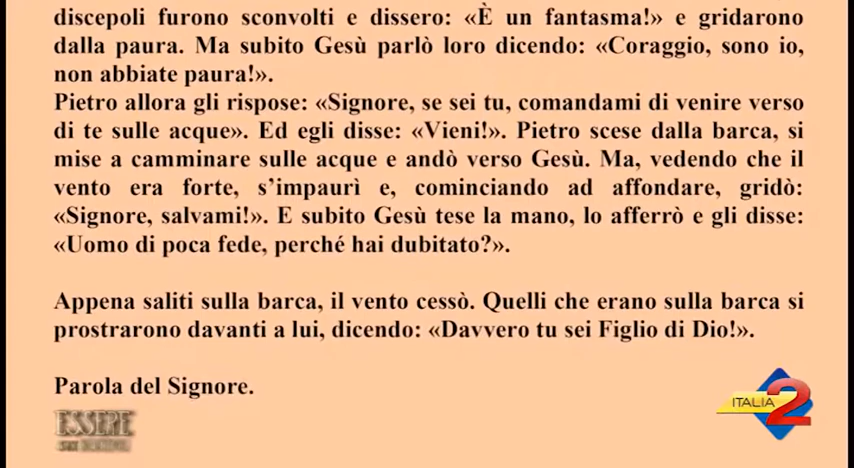 discepoli furono sconvolti e dissero: «È un fantasma!» e gridarono
dalla paura. Ma subito Gesù parlò loro dicendo: «Coraggio, sono io,
non abbiate paura!».
Pietro allora gli rispose: «Signore, se sei tu, comandami di venire verso
di te sulle acque». Ed egli disse: «Vieni!». Pietro scese dalla barca, si
mise a camminare sulle acque e andò verso Gesù. Ma, vedendo che il
vento era forte, s’impaurì e, cominciando ad affondare, gridò:
«Signore, salvami!». E subito Gesù tese la mano, lo afferrò e gli disse:
«Uomo di poca fede, perché hai dubitato?».
Appena saliti sulla barca, il vento cessò. Quelli che erano sulla barca si
prostrarono davanti a lui, dicendo: «Davvero tu sei Figlio di Dio!».
Parola del Signore.
ESSERE
ITALIA 2